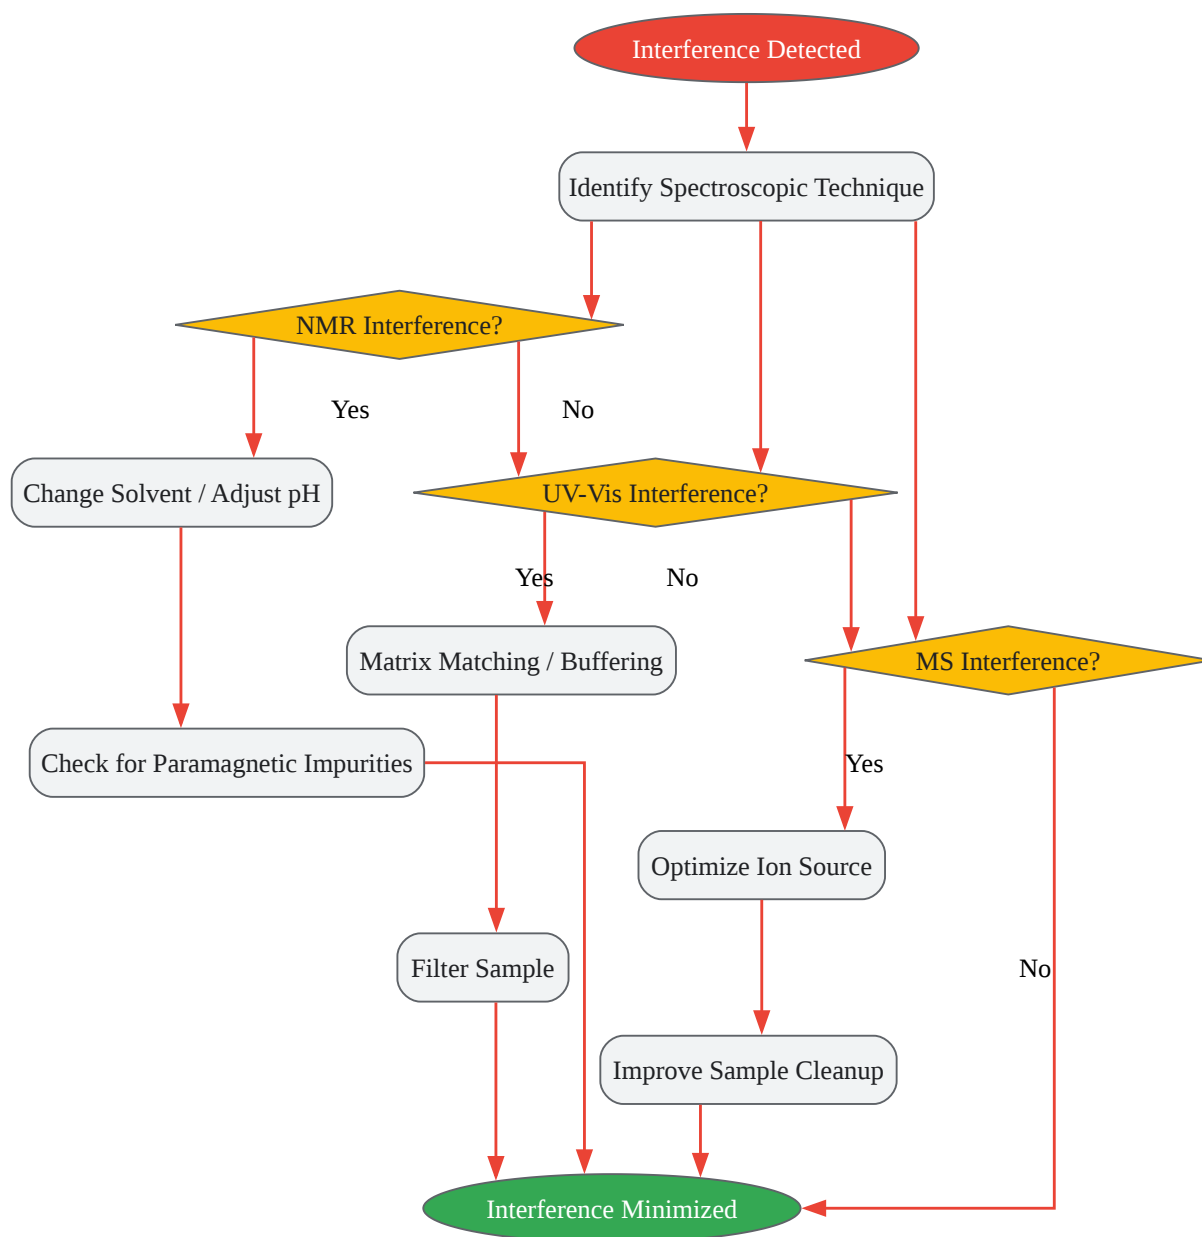 Interference Detected
Identify Spectroscopic Technique
NMR Interference?
Yes
No
Change Solvent / Adjust pH
UV-Vis Interference?
Yes
No
Matrix Matching / Buffering
MS Interference?
Check for Paramagnetic Impurities
Yes
Optimize Ion Source
Filter Sample
No
Improve Sample Cleanup
Interference Minimized